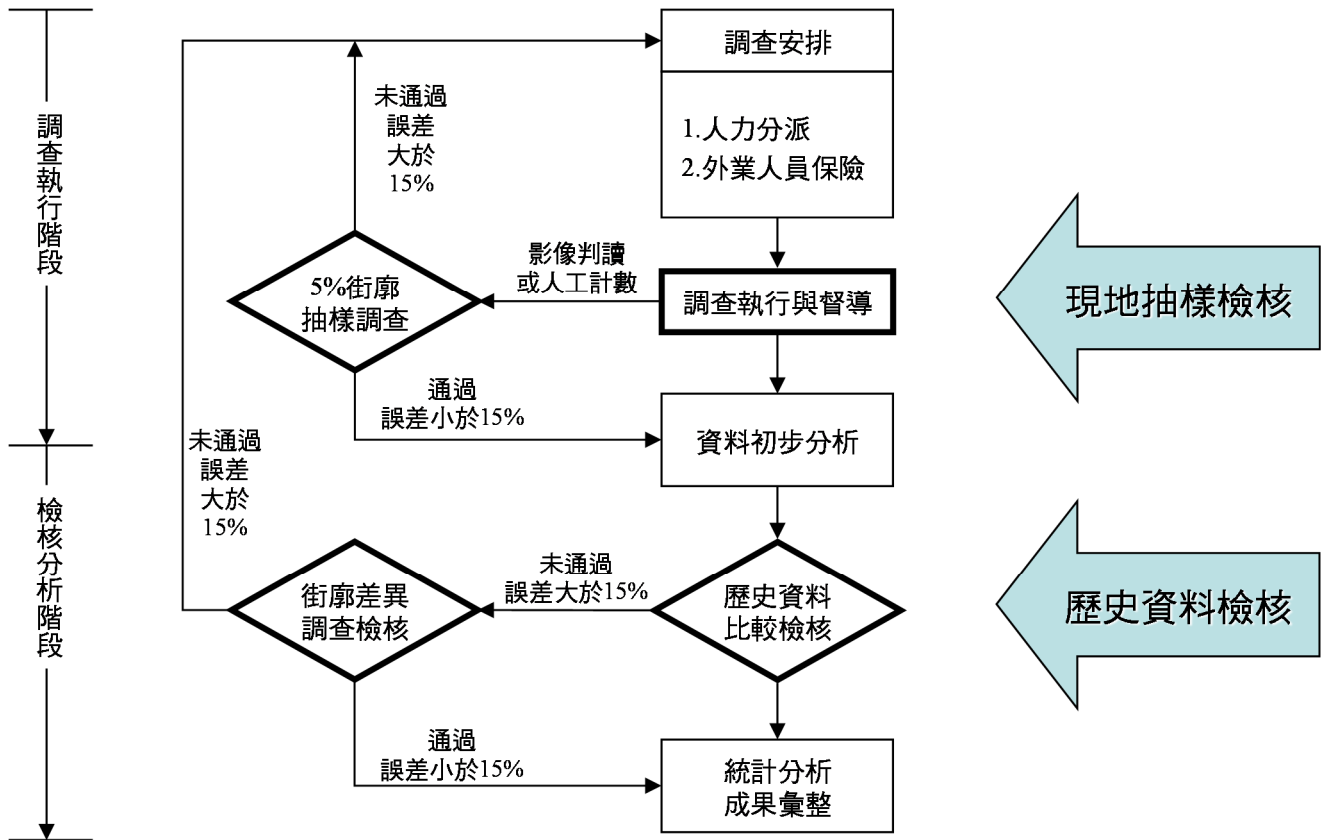 調查執行階段
檢核分析階段
調查安排
1.人力分派
2.外業人員保險
未通過
誤差
大於
15%
影像判讀
或人工計數
5%街廓
抽樣調查
調查執行與督導
現地抽樣檢核
通過
誤差小於15%
資料初步分析
未通過
誤差
大於
15%
未通過
誤差大於15%
街廓差異
調查檢核
歷史資料
比較檢核
歷史資料檢核
通過
誤差小於15%
統計分析
成果彙整